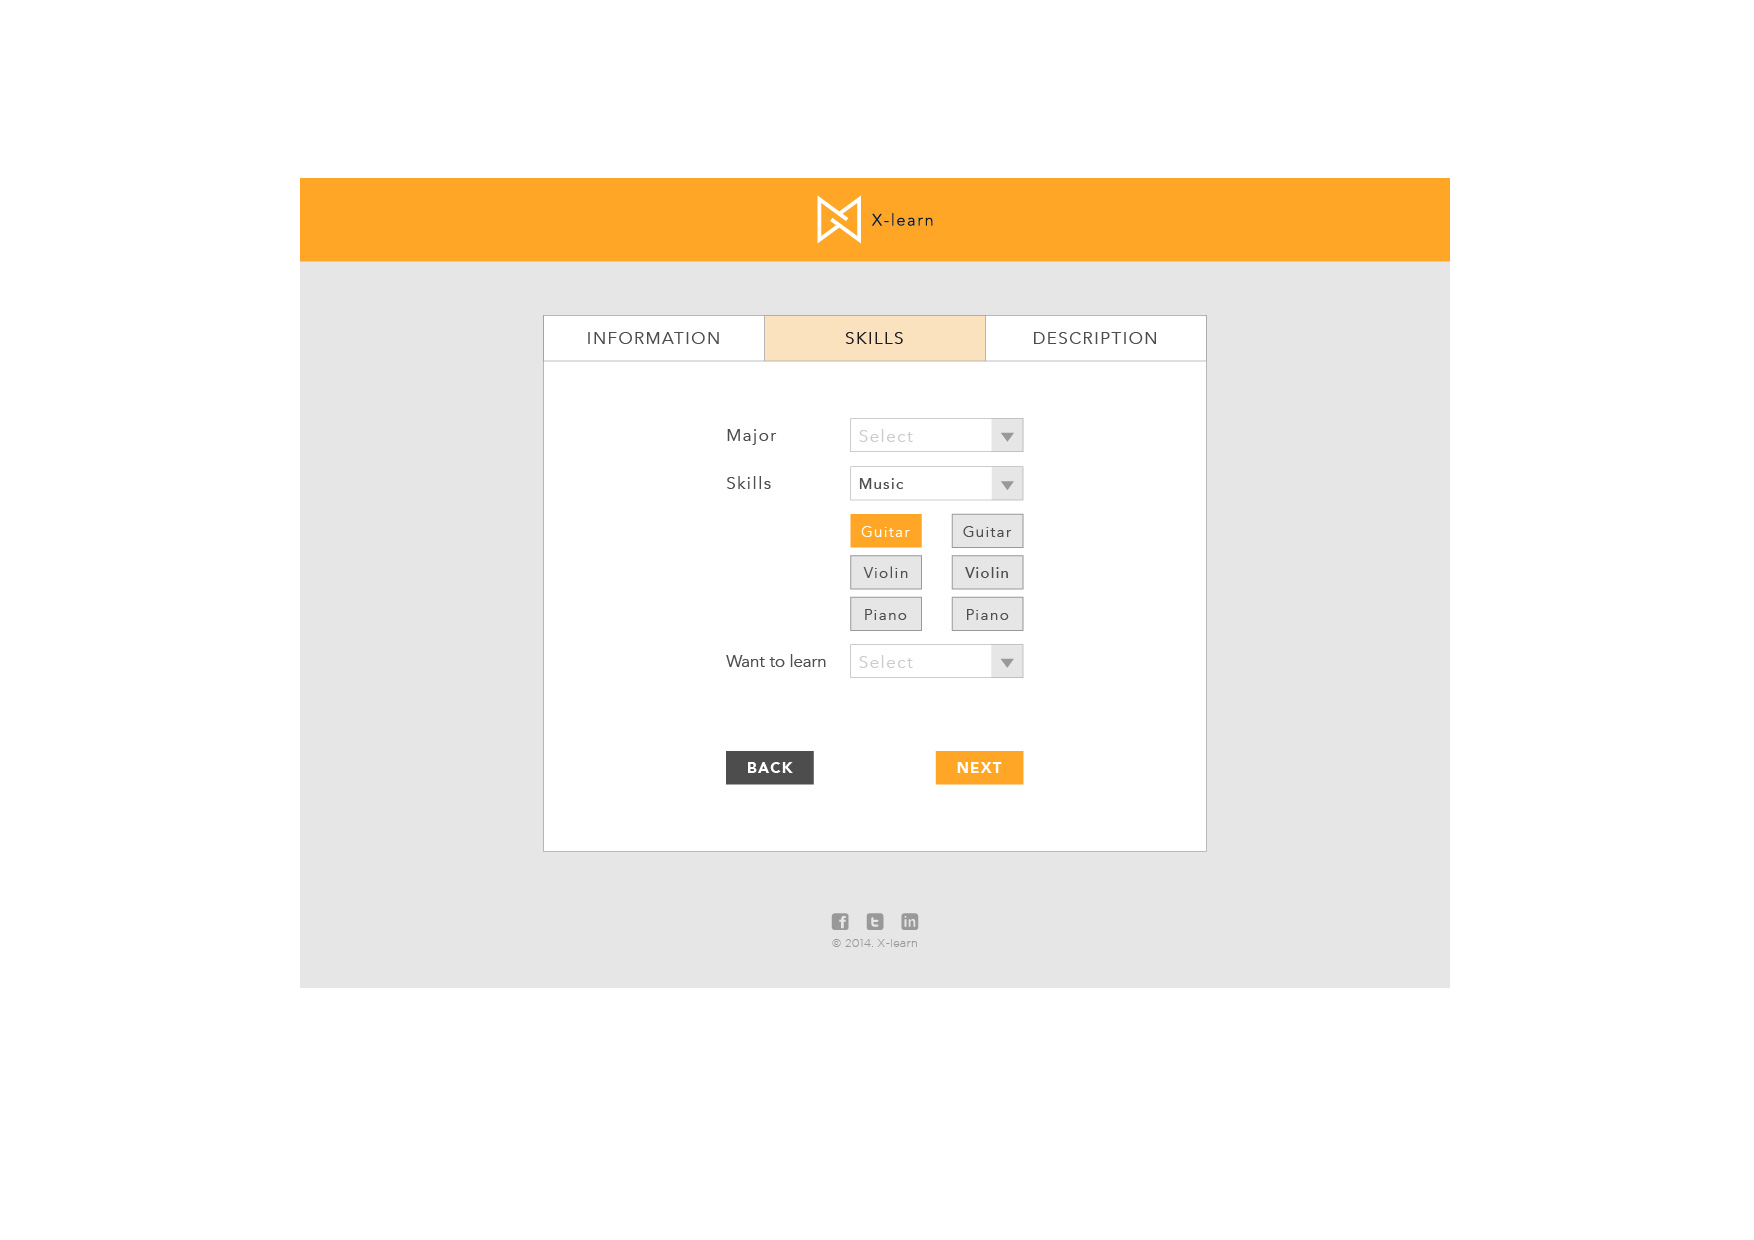 X-learn
INFORMATION SKILLS DESCRIPTION
Major Select
Skills Music
Guitar Guitar
Violin Violin
Piano Piano
Want to learn Select
BACK NEXT
© 2014. X-learn